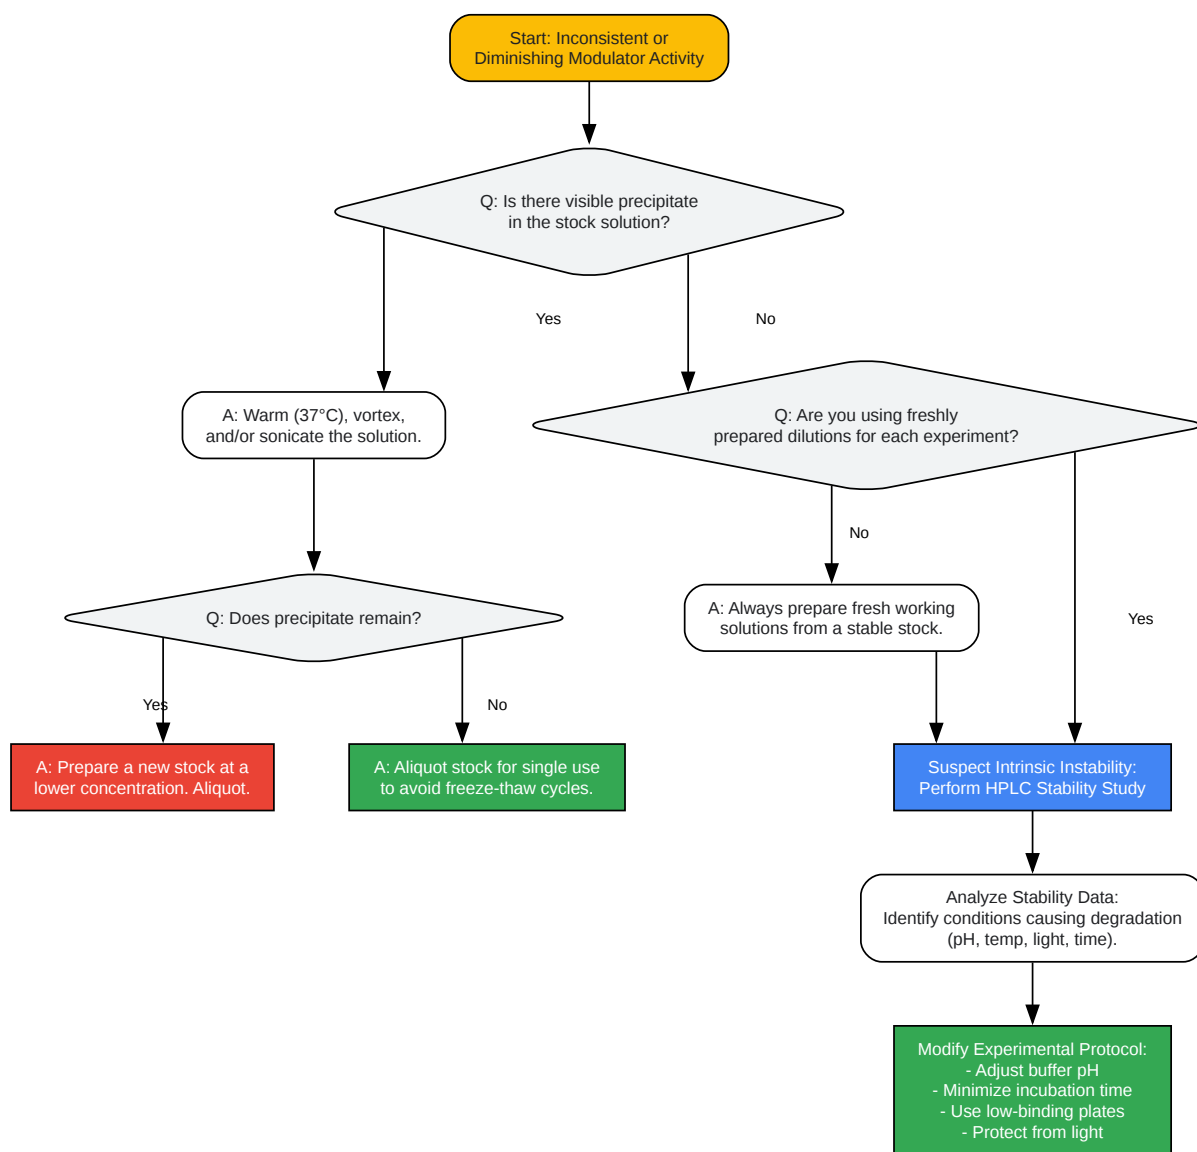 Start: Inconsistent or
Diminishing Modulator Activity
Q: Is there visible precipitate
in the stock solution?
Yes
No
A: Warm (37°C), vortex,
and/or sonicate the solution.
Q: Are you using freshly
prepared dilutions for each experiment?
No
Yes
A: Always prepare fresh working
solutions from a stable stock.
Q: Does precipitate remain?
Yes
No
A: Prepare a new stock at a
lower concentration. Aliquot.
A: Aliquot stock for single use
to avoid freeze-thaw cycles.
Suspect Intrinsic Instability:
Perform HPLC Stability Study
Analyze Stability Data:
Identify conditions causing degradation
(pH, temp, light, time).
Modify Experimental Protocol:
- Adjust buffer pH
- Minimize incubation time
- Use low-binding plates
- Protect from light